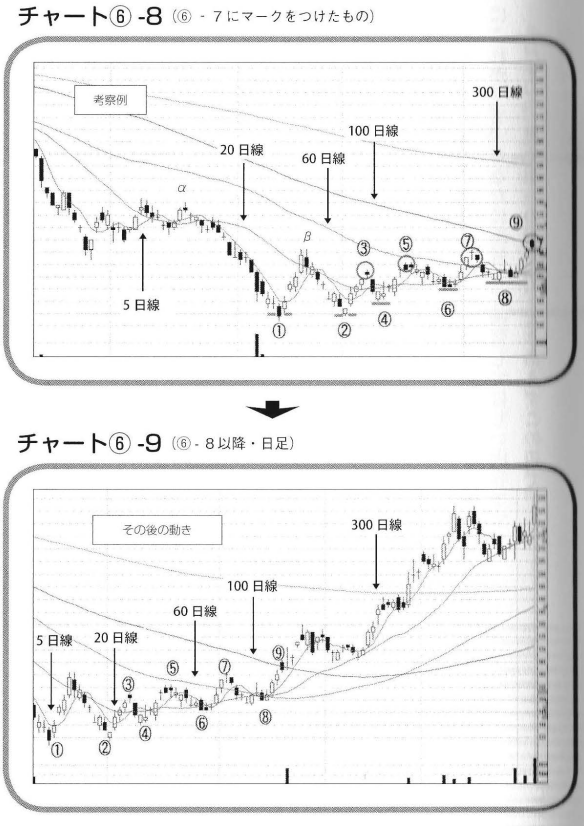 チャート⑥ -8 (⑥ - 7にマークをつけたもの)
考察例
300日線
100日線
20日線
60日線
α
β
⑨
③
⑤
⑦
5日線
①
②
④
⑥
⑧
チャート⑥ -9 (⑥ - 8以降・日足)
その後の動き
300日線
100日線
60日線
5日線
20日線
③
⑤
⑦
⑨
①
②
④
⑥
⑧